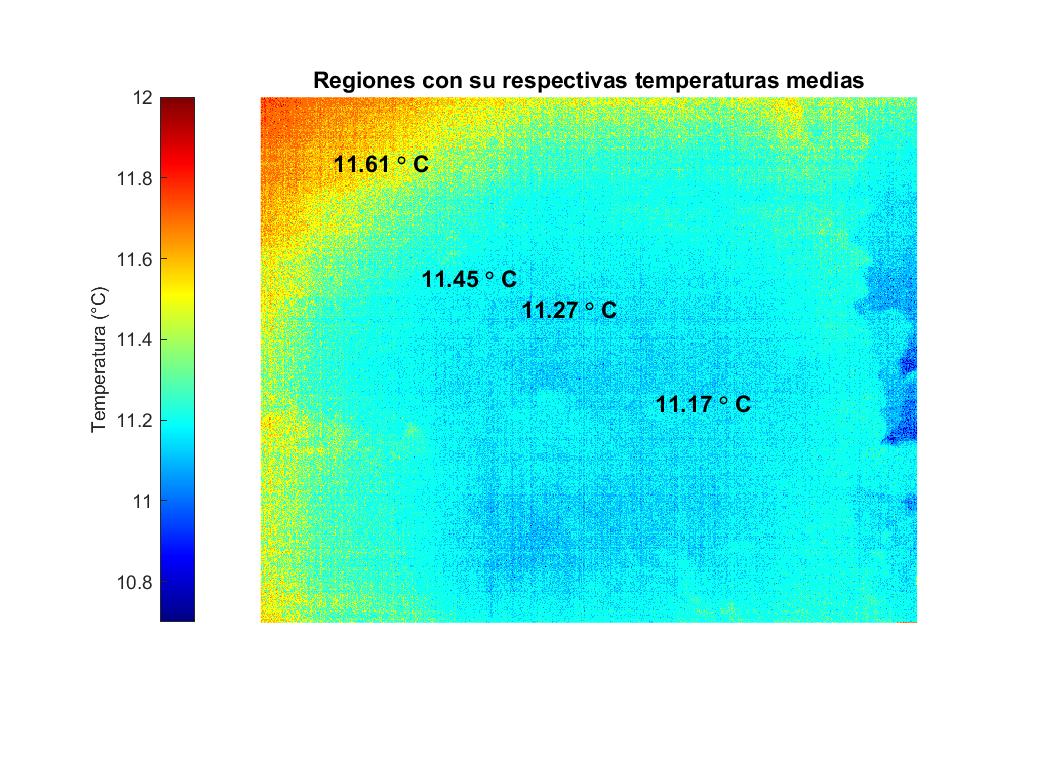 Regiones con su respectivas temperaturas medias
12
11.8
11.6
11.4
11.2
11
10.8
Temperatura (°C)
11.61 ° C
11.45 ° C
11.27 ° C
11.17 ° C